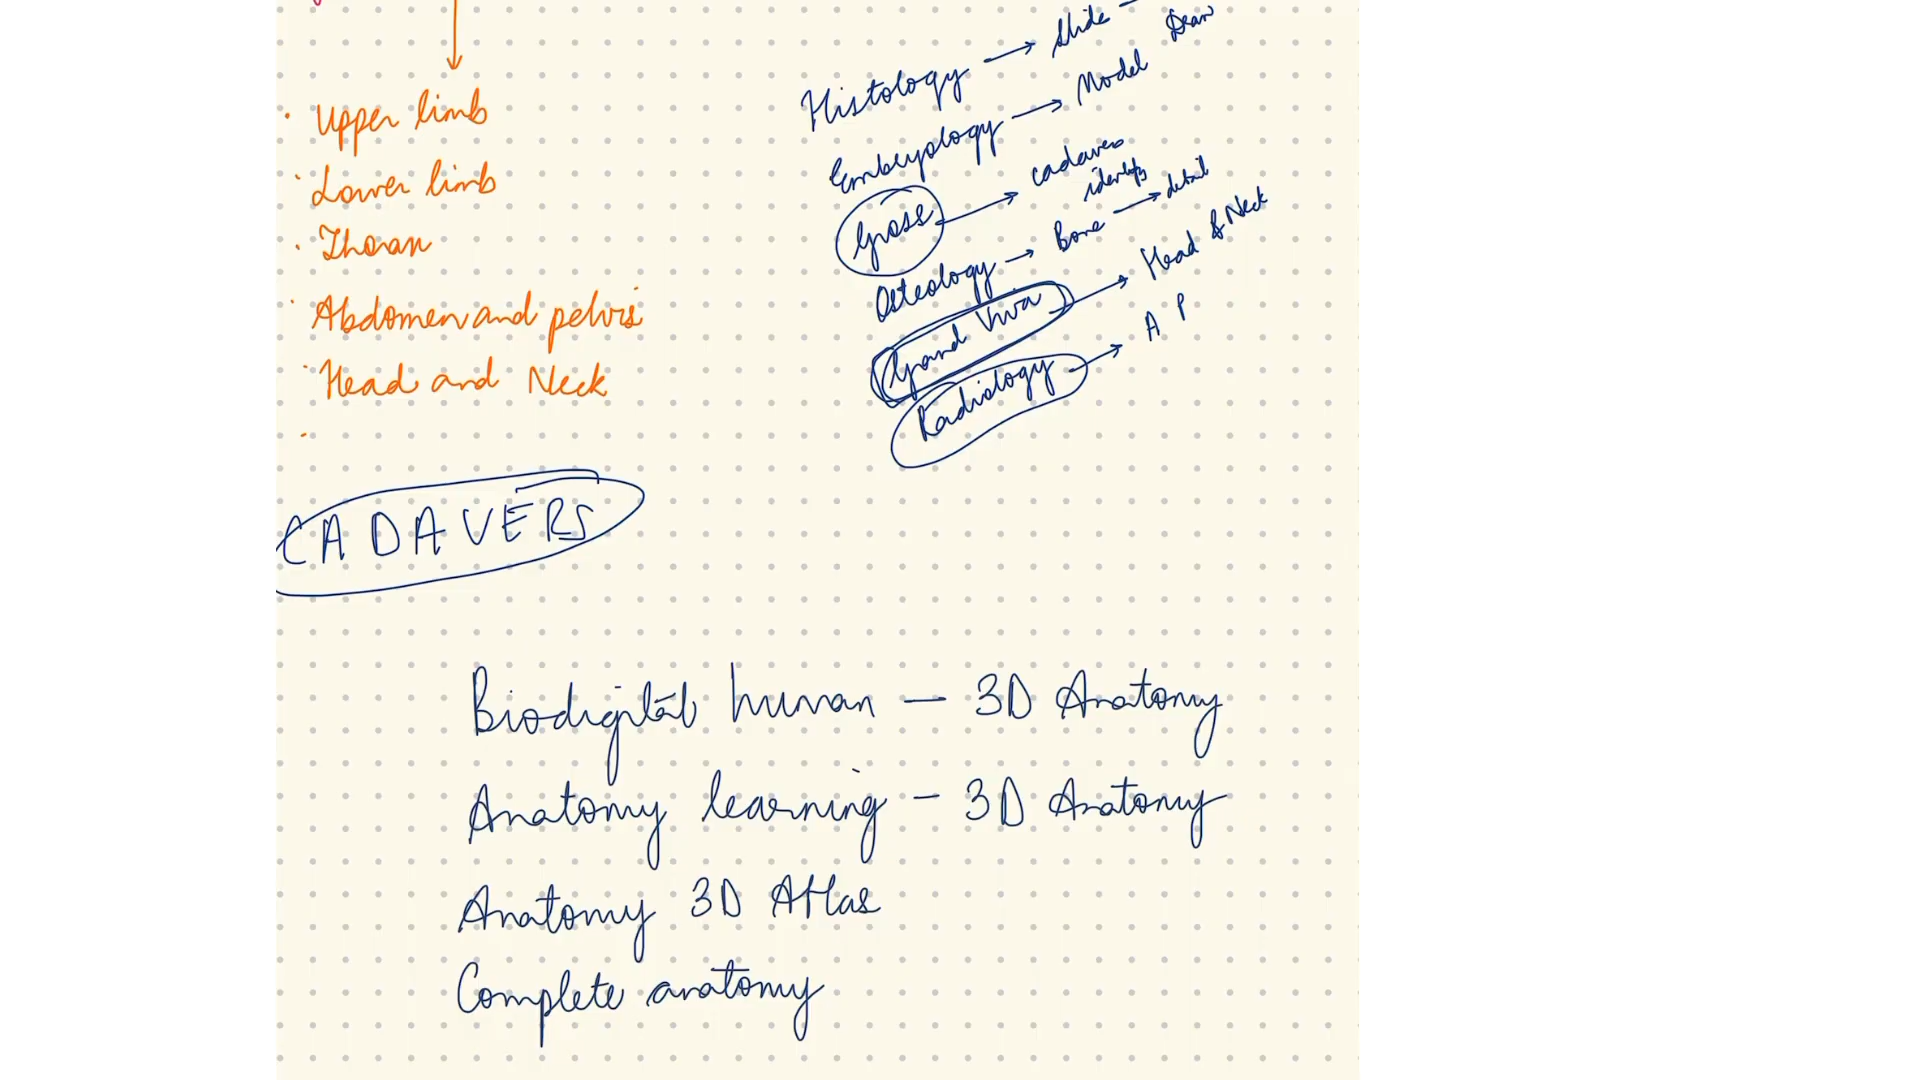 Upper limb
Lower limb
Thorax
Abdomen and pelvis
Head and Neck
Histology → Slide
Draw
Embryology → Model
Gross → cadavers
identify
Osteology → Bone → detail
Grand Viva → Head & Neck
Radiology → A P
CADAVERS
Biodigital human - 3D Anatomy
Anatomy learning - 3D Anatomy
Anatomy 3D Atlas
Complete anatomy